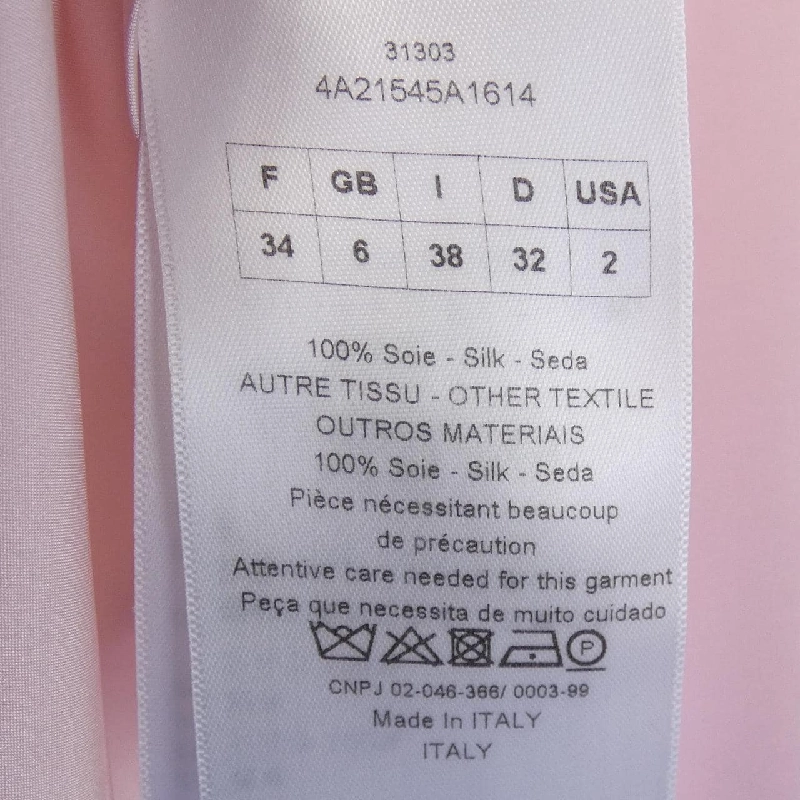 31303
4A21545A1614
F GB I D USA
34 6 38 32 2
100% Soie - Silk - Seda
AUTRE TISSU - OTHER TEXTILE
OUTROS MATERIAIS
100% Soie - Silk - Seda
Pièce nécessitant beaucoup
de précaution
Attentive care needed for this garment
Peça que necessita de muito cuidado
P
CNPJ 02-046-366/ 0003-99
Made In ITALY
ITALY